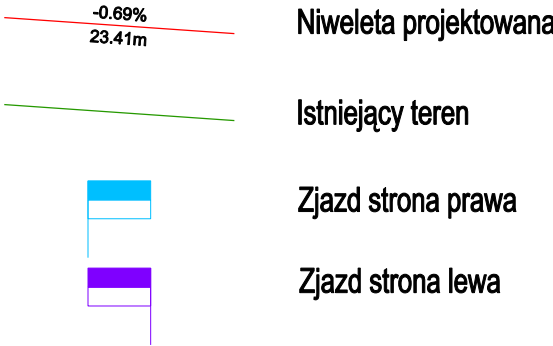 -0.69%
23.41m
Niweleta projektowana
Istniejący teren
Zjazd strona prawa
Zjazd strona lewa